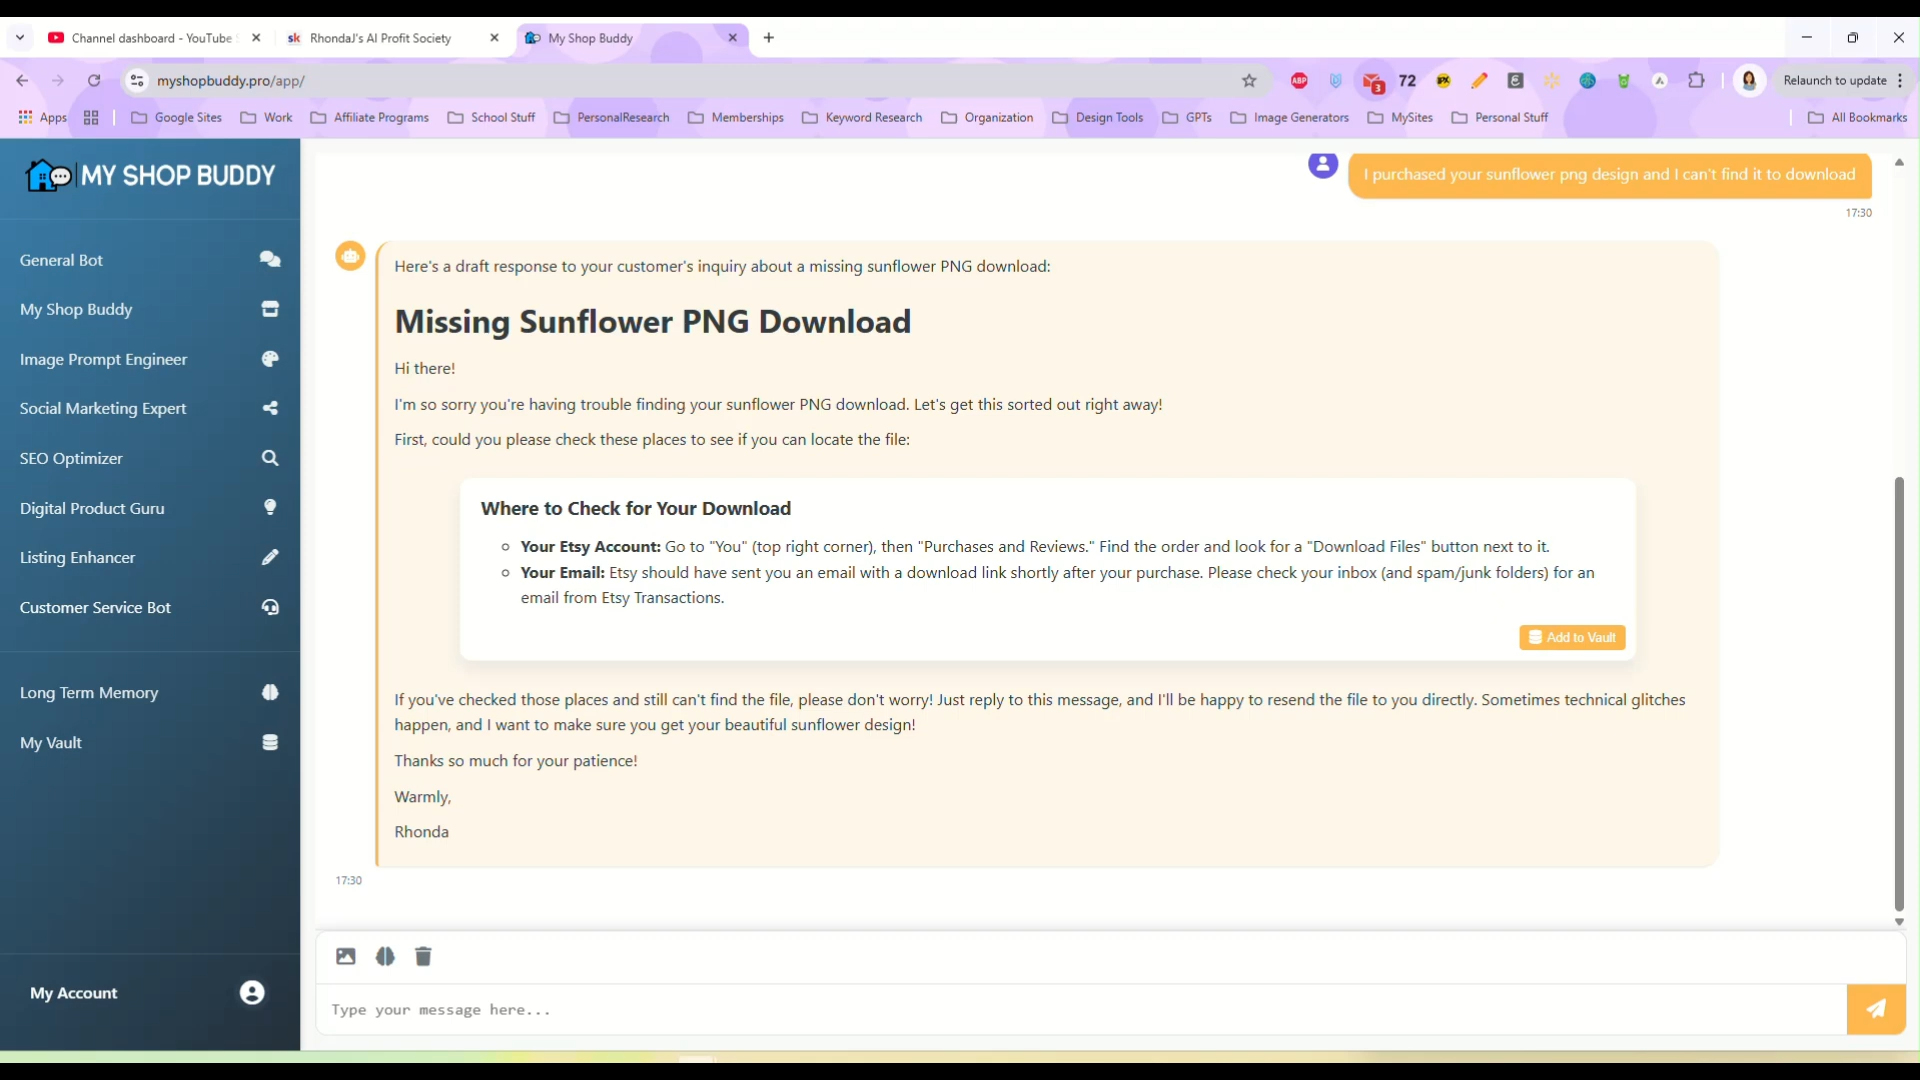 Channel dashboard - YouTube
RhondaJ's AI Profit Society
My Shop Buddy
myshopbuddy.pro/app/
ABP
3
72
Relaunch to update
Apps
Google Sites
Work
Affiliate Programs
School Stuff
PersonalResearch
Memberships
Keyword Research
Organization
Design Tools
GPTs
Image Generators
MySites
Personal Stuff
All Bookmarks
MY SHOP BUDDY
General Bot
My Shop Buddy
Image Prompt Engineer
Social Marketing Expert
SEO Optimizer
Digital Product Guru
Listing Enhancer
Customer Service Bot
Long Term Memory
My Vault
My Account
I purchased your sunflower png design and I can't find it to download
17:30
Here's a draft response to your customer's inquiry about a missing sunflower PNG download:
Missing Sunflower PNG Download
Hi there!
I'm so sorry you're having trouble finding your sunflower PNG download. Let's get this sorted out right away!
First, could you please check these places to see if you can locate the file:
Where to Check for Your Download
Your Etsy Account: Go to "You" (top right corner), then "Purchases and Reviews." Find the order and look for a "Download Files" button next to it.
Your Email: Etsy should have sent you an email with a download link shortly after your purchase. Please check your inbox (and spam/junk folders) for an
email from Etsy Transactions.
Add to Vault
If you've checked those places and still can't find the file, please don't worry! Just reply to this message, and I'll be happy to resend the file to you directly. Sometimes technical glitches
happen, and I want to make sure you get your beautiful sunflower design!
Thanks so much for your patience!
Warmly,
Rhonda
17:30
Type your message here...